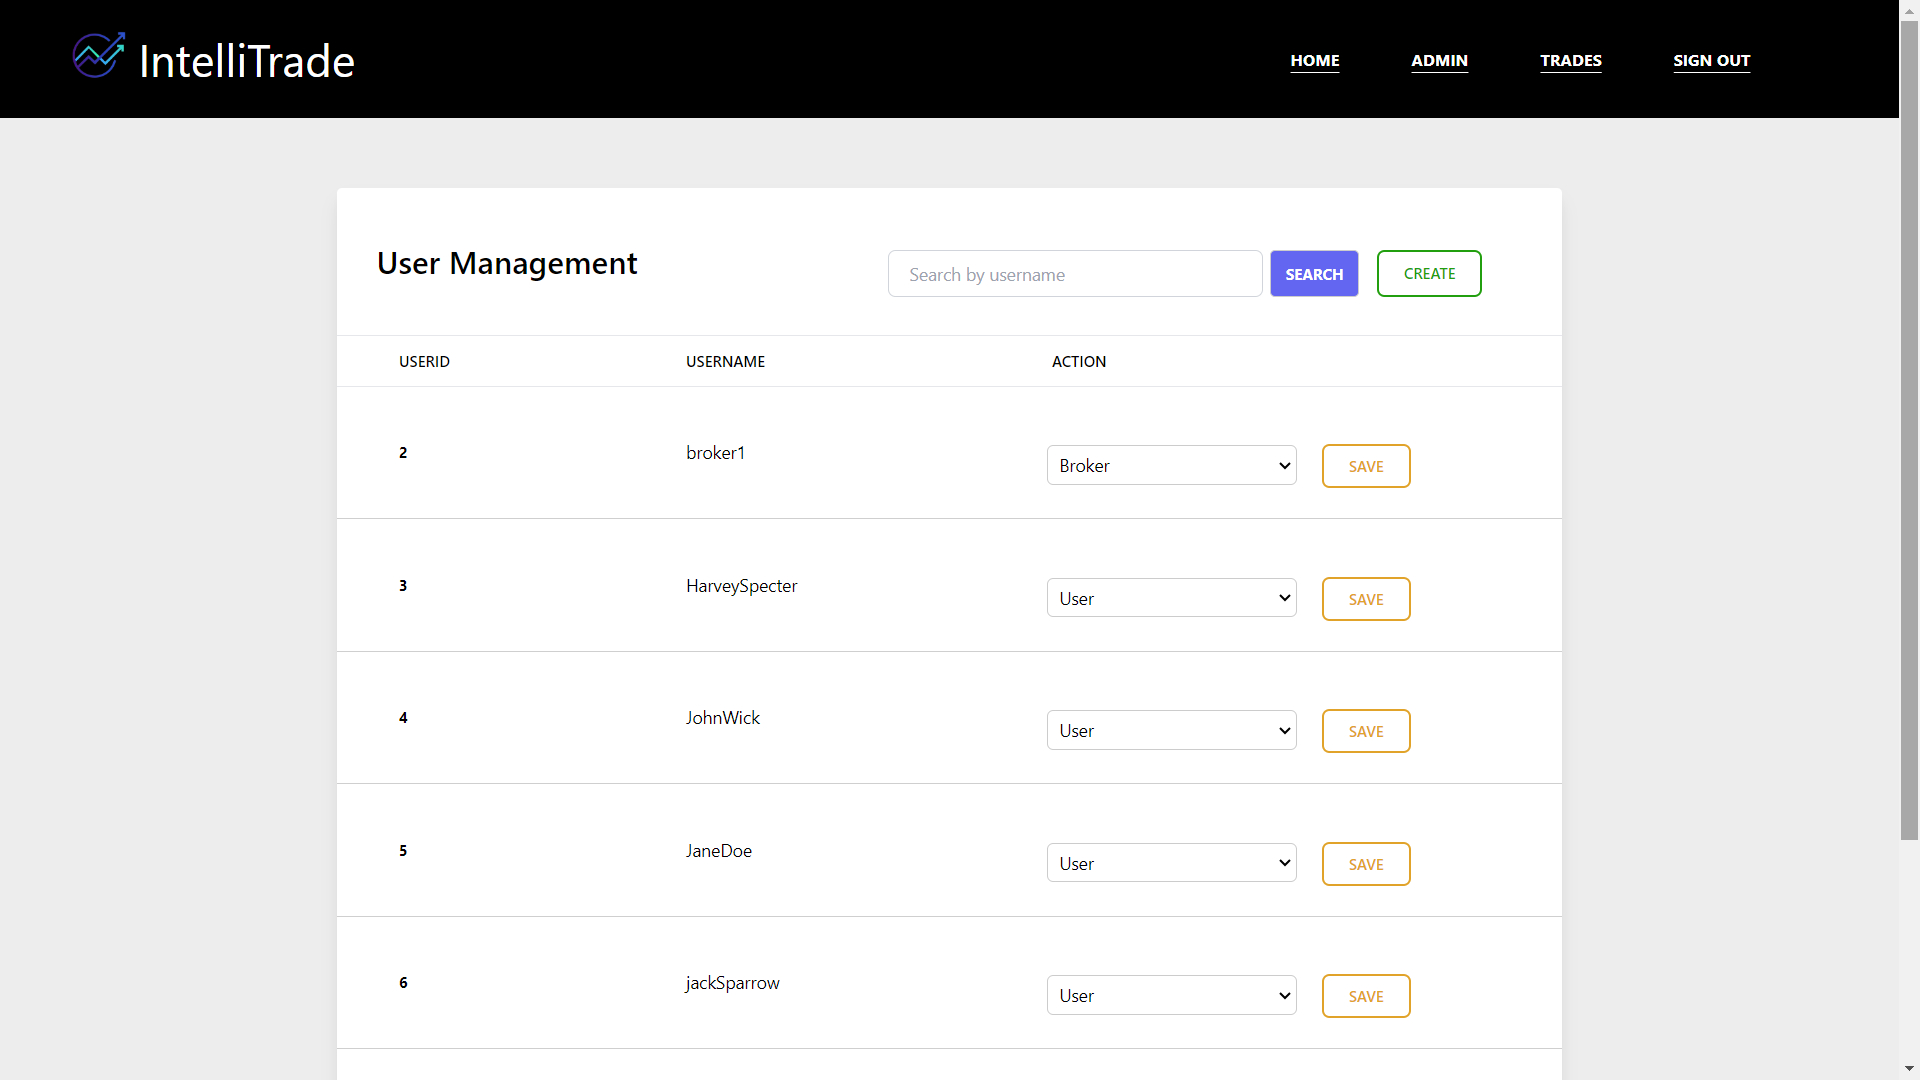 IntelliTrade
HOME ADMIN TRADES SIGN OUT
User Management
Search by username SEARCH CREATE
USERID USERNAME ACTION
2 broker1 Broker SAVE
3 HarveySpecter User SAVE
4 JohnWick User SAVE
5 JaneDoe User SAVE
6 jackSparrow User SAVE